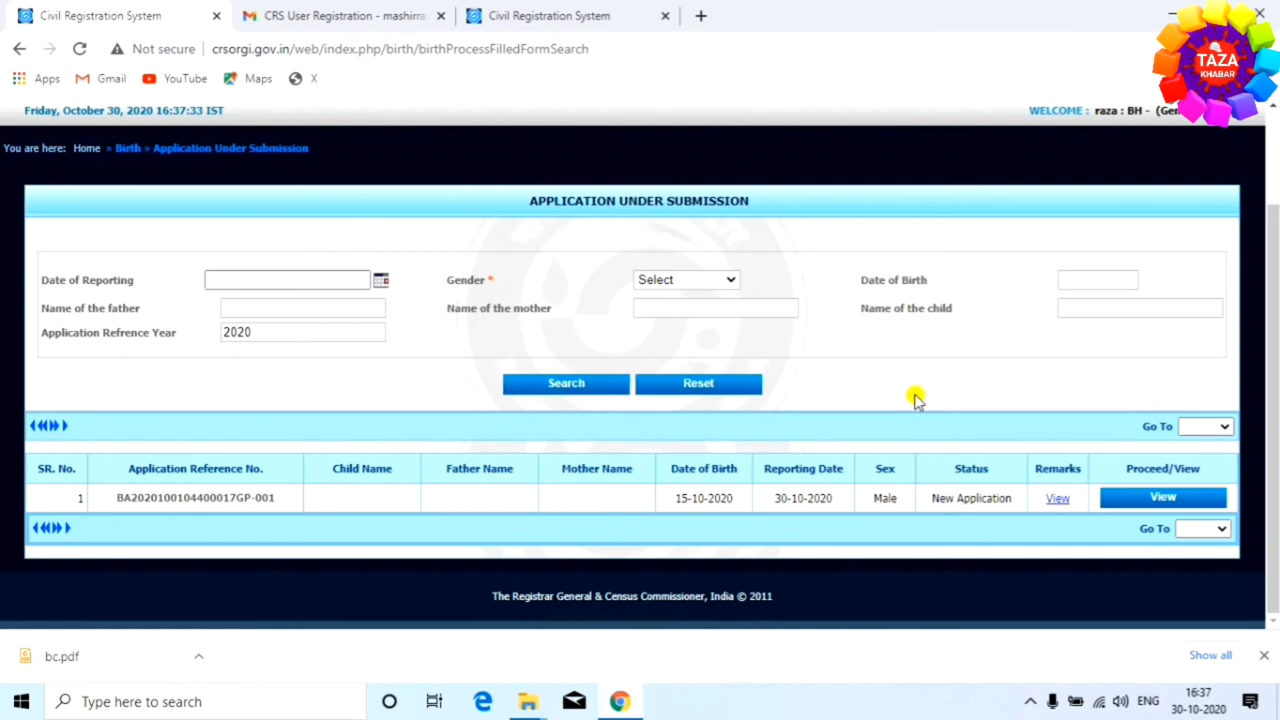 Civil Registration System
CRS User Registration - mashirra.
Civil Registration System
Not secure
crsorgi.gov.in/web/index.php/birth/birthProcessFilledFormSearch
TAZA
KHABAR
Apps
Gmail
YouTube
Maps
X
Friday, October 30, 2020 16:37:33 IST
WELCOME : raza : BH - (Gen
You are here: Home » Birth » Application Under Submission
APPLICATION UNDER SUBMISSION
Date of Reporting
Gender *
Select
Date of Birth
Name of the father
Name of the mother
Name of the child
Application Refrence Year
2020
Search
Reset
Go To
SR. No.
Application Reference No.
Child Name
Father Name
Mother Name
Date of Birth
Reporting Date
Sex
Status
Remarks
Proceed/View
1
BA2020100104400017GP-001
15-10-2020
30-10-2020
Male
New Application
View
View
Go To
The Registrar General & Census Commissioner, India © 2011
bc.pdf
Show all
Type here to search
ENG
16:37
30-10-2020